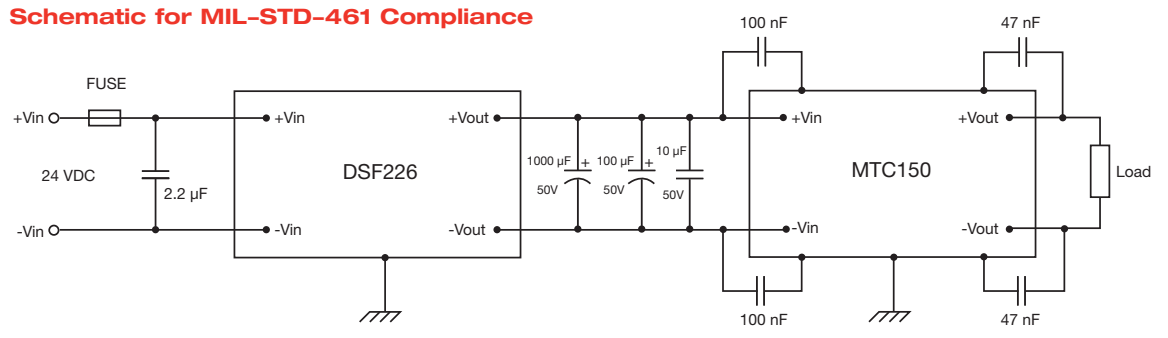 Schematic for MIL-STD-461 Compliance
100 nF
47 nF
FUSE
+Vin
+Vin
+Vout
+Vin
+Vout
24 VDC
2.2 µF
DSF226
1000 µF
+
50V
100 µF
+
50V
10 µF
50V
MTC150
Load
-Vin
-Vin
-Vout
-Vin
-Vout
100 nF
47 nF